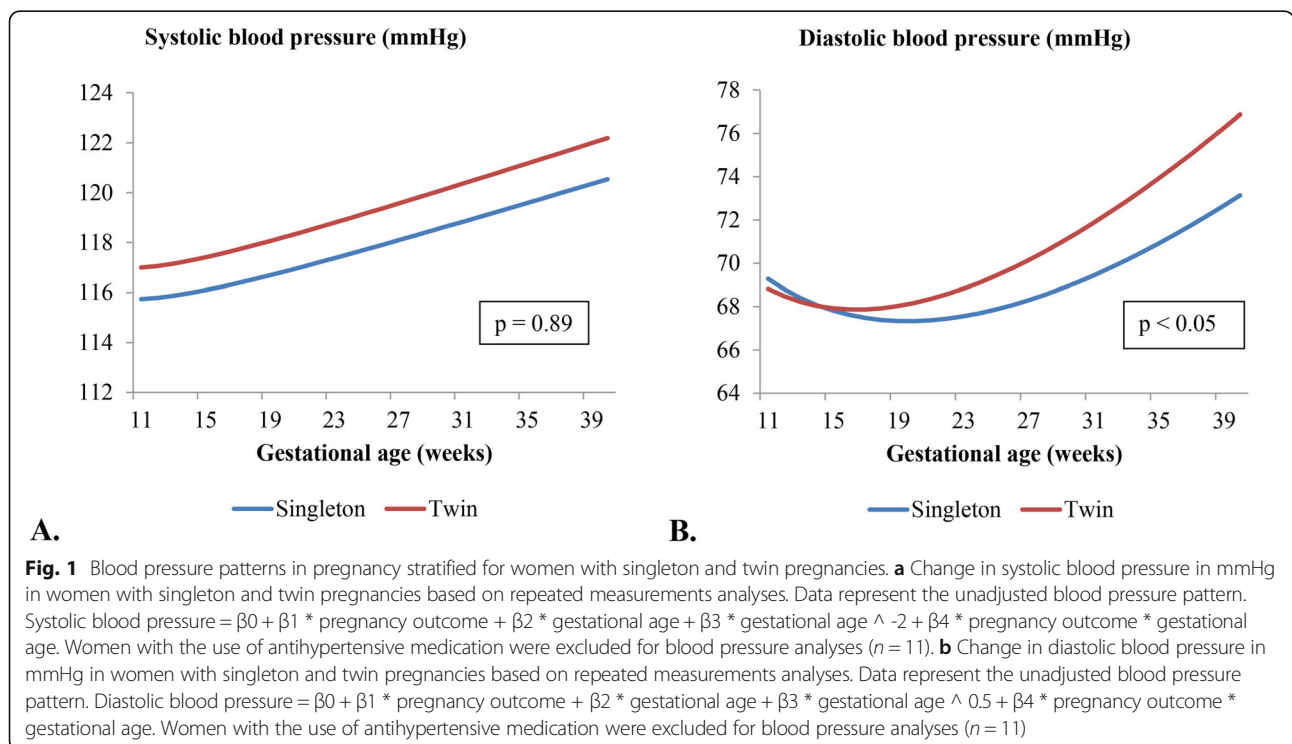 Systolic blood pressure (mmHg)
124
122
120
118
116
114
112
11 15 19 23 27 31 35 39
Gestational age (weeks)
p = 0.89
Singleton Twin
A.
Diastolic blood pressure (mmHg)
78
76
74
72
70
68
66
64
11 15 19 23 27 31 35 39
Gestational age (weeks)
p < 0.05
Singleton Twin
B.
Fig. 1 Blood pressure patterns in pregnancy stratified for women with singleton and twin pregnancies. a Change in systolic blood pressure in mmHg
in women with singleton and twin pregnancies based on repeated measurements analyses. Data represent the unadjusted blood pressure pattern.
Systolic blood pressure = β0 + β1 * pregnancy outcome + β2 * gestational age + β3 * gestational age ^ -2 + β4 * pregnancy outcome * gestational
age. Women with the use of antihypertensive medication were excluded for blood pressure analyses (n = 11). b Change in diastolic blood pressure in
mmHg in women with singleton and twin pregnancies based on repeated measurements analyses. Data represent the unadjusted blood pressure
pattern. Diastolic blood pressure = β0 + β1 * pregnancy outcome + β2 * gestational age + β3 * gestational age ^ 0.5 + β4 * pregnancy outcome *
gestational age. Women with the use of antihypertensive medication were excluded for blood pressure analyses (n = 11)